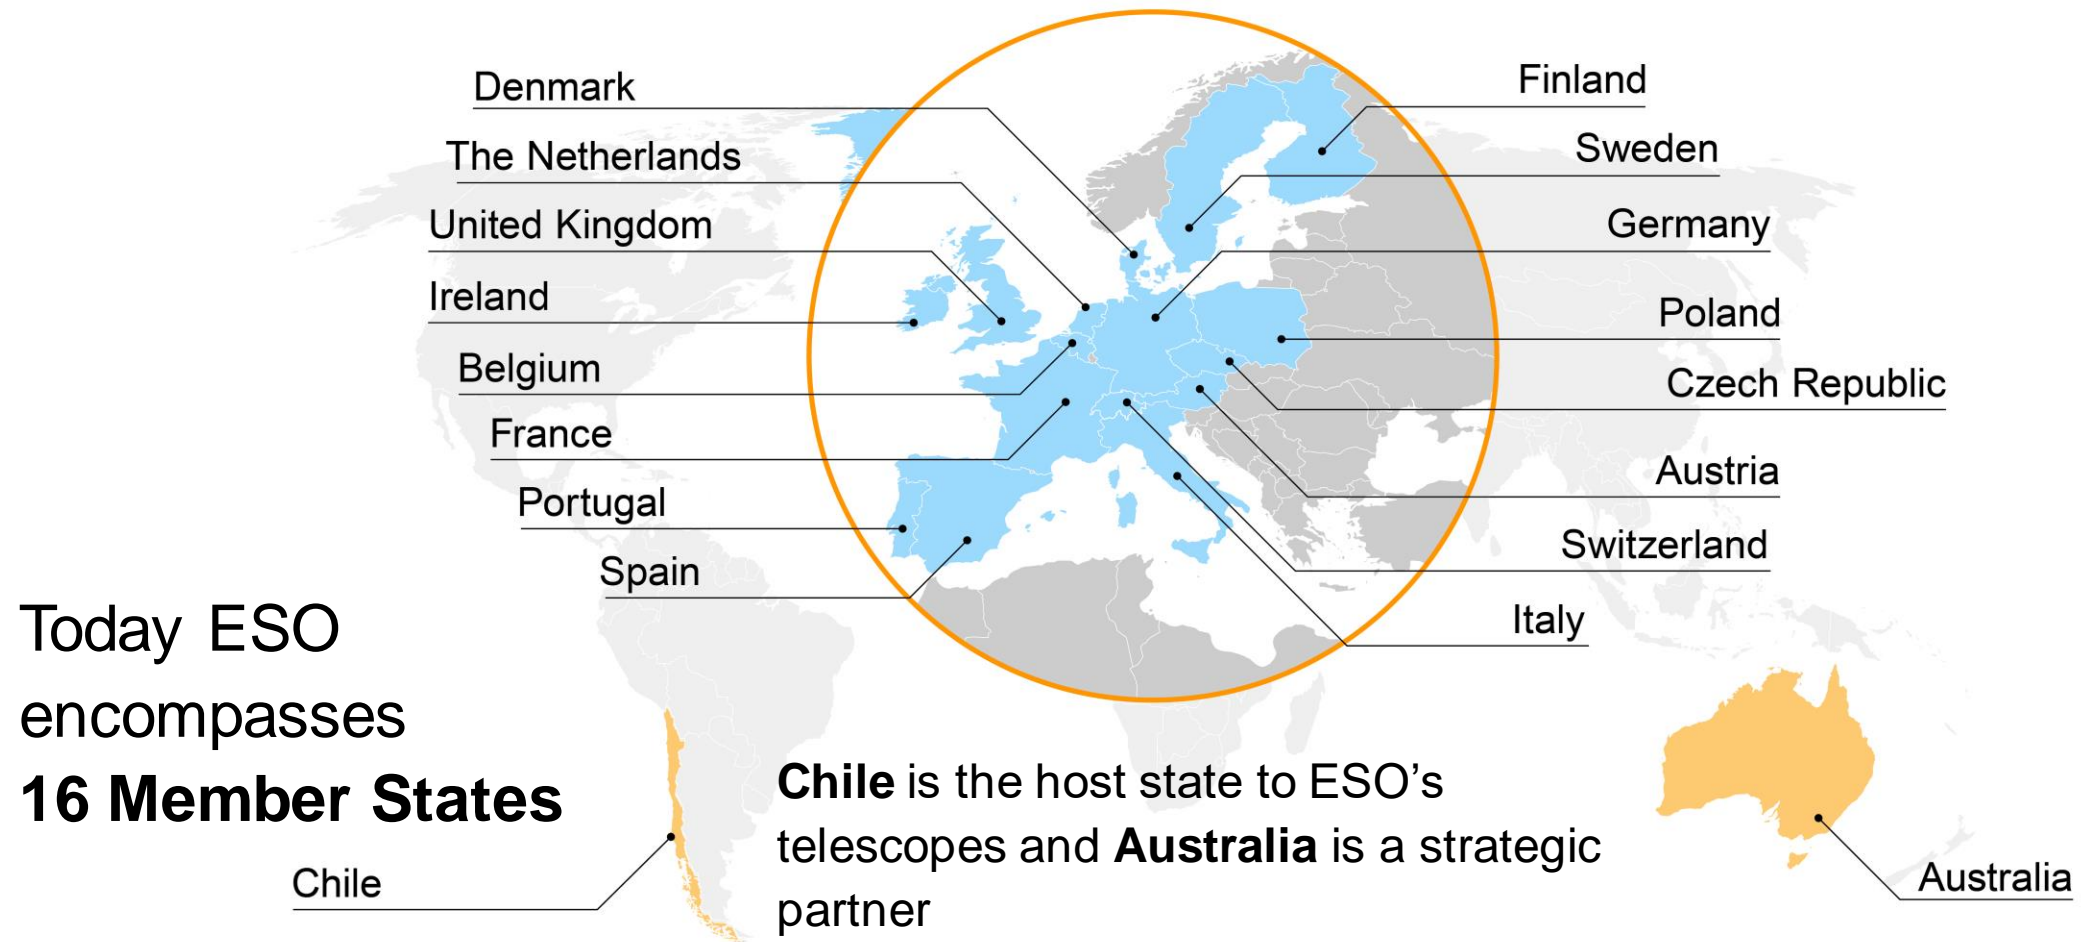 Denmark
The Netherlands
United Kingdom
Ireland
Belgium
France
Portugal
Spain
Finland
Sweden
Germany
Poland
Czech Republic
Austria
Switzerland
Italy
Today ESO
encompasses
16 Member States
Chile
Chile is the host state to ESO’s
telescopes and Australia is a strategic
partner
Australia